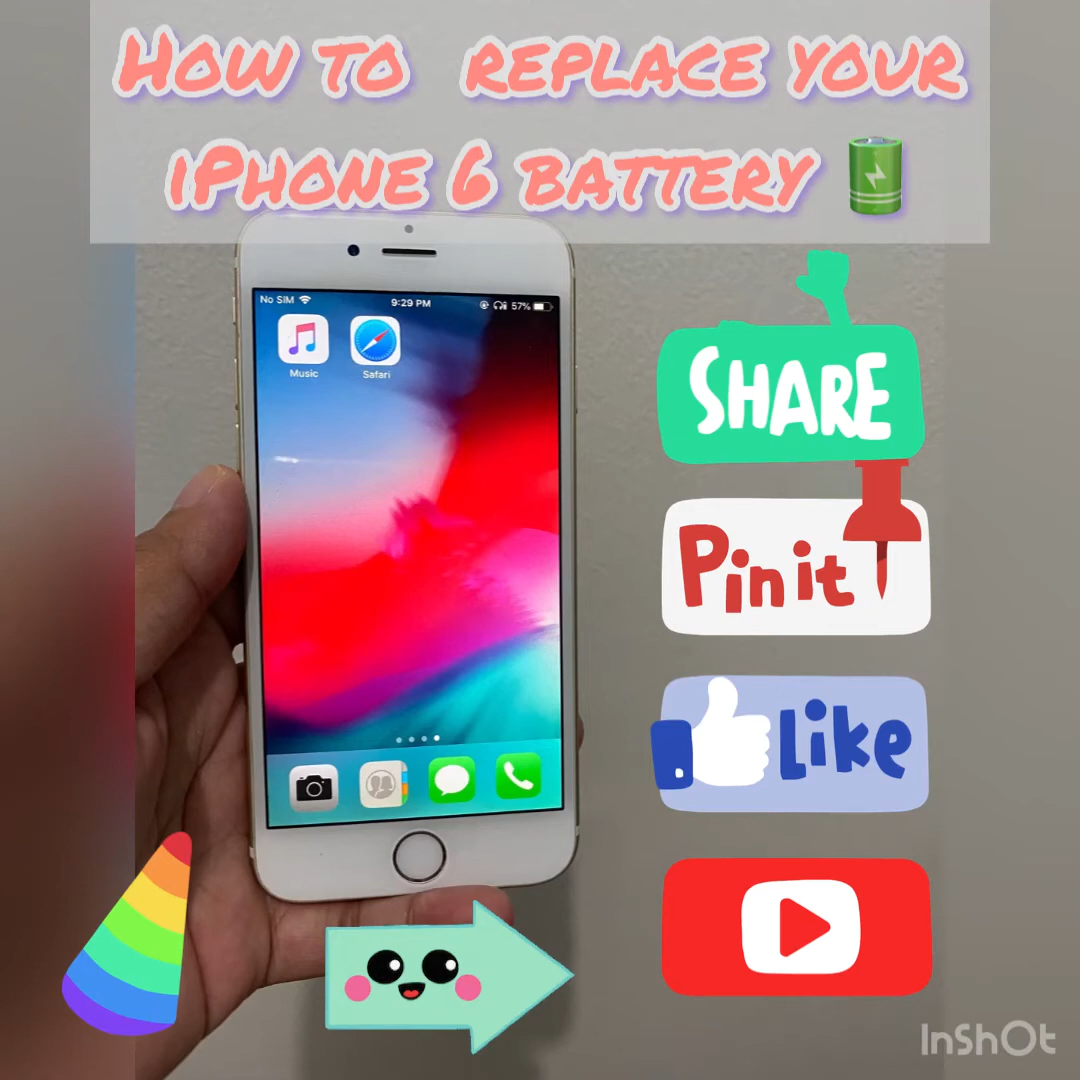 How to replace your
iPhone 6 battery
No SIM 9:29 PM 57%
Music Safari
SHARE
Pin it
Like
InShOt